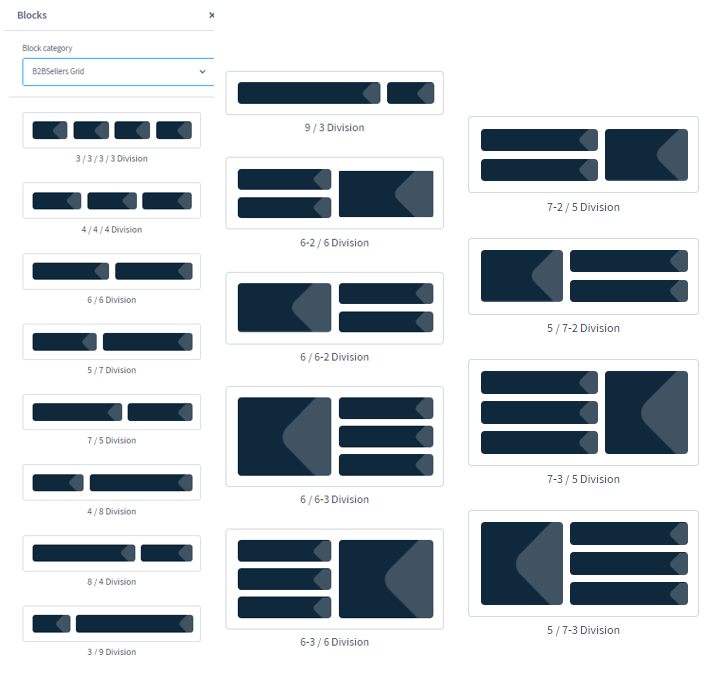 Blocks
×
Block category
B2BSellers Grid
3 / 3 / 3 / 3 Division
4 / 4 / 4 Division
6 / 6 Division
5 / 7 Division
7 / 5 Division
4 / 8 Division
8 / 4 Division
3 / 9 Division
9 / 3 Division
6-2 / 6 Division
6 / 6-2 Division
6 / 6-3 Division
6-3 / 6 Division
7-2 / 5 Division
5 / 7-2 Division
7-3 / 5 Division
5 / 7-3 Division